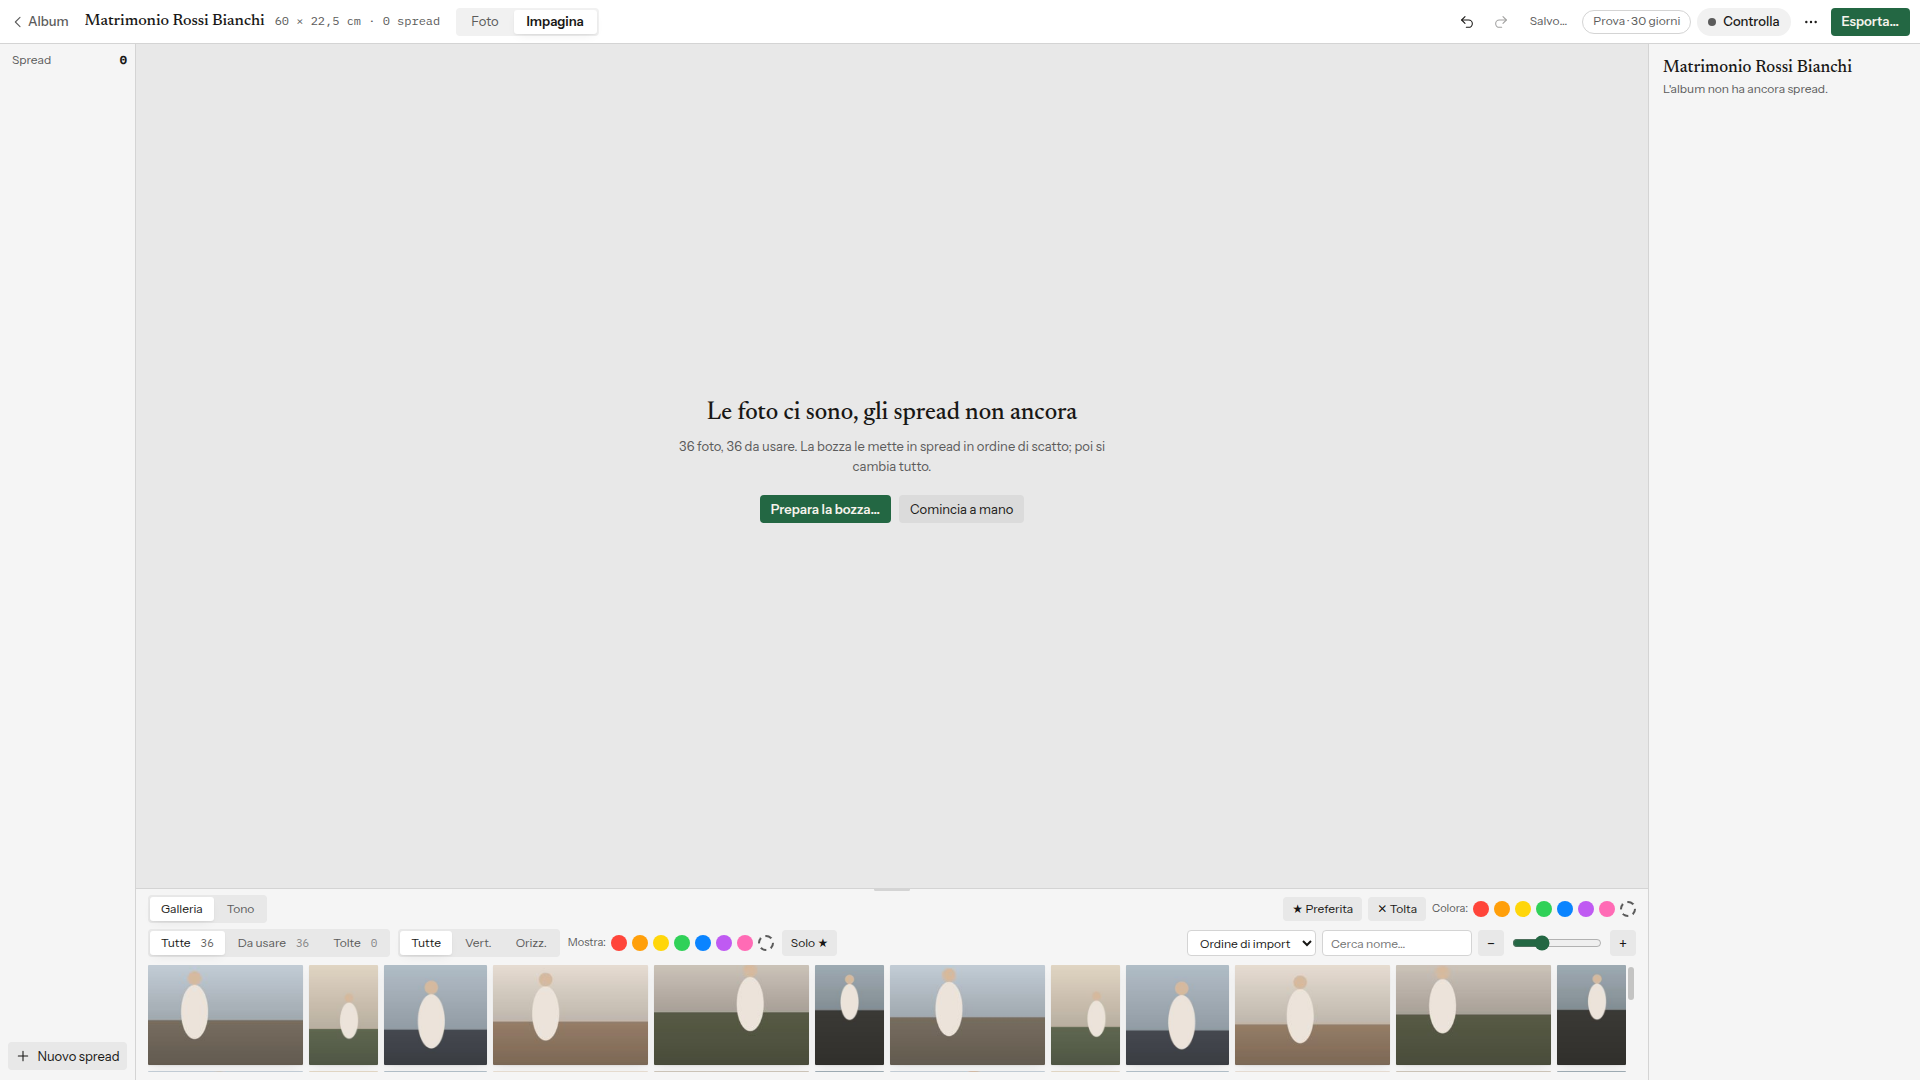 Album
Matrimonio Rossi Bianchi
60 × 22,5 cm · 0 spread
Foto
Impagina
Salvo…
Prova·30 giorni
Controlla
Esporta…
Spread
0
Matrimonio Rossi Bianchi
L'album non ha ancora spread.
Le foto ci sono, gli spread non ancora
36 foto, 36 da usare. La bozza le mette in spread in ordine di scatto; poi si
cambia tutto.
Prepara la bozza…
Comincia a mano
Galleria
Tono
★ Preferita
✕ Tolta
Colora:
Tutte 36
Da usare 36
Tolte 0
Tutte
Vert.
Orizz.
Mostra:
Solo ★
Ordine di import
Cerca nome…
−
+
+ Nuovo spread